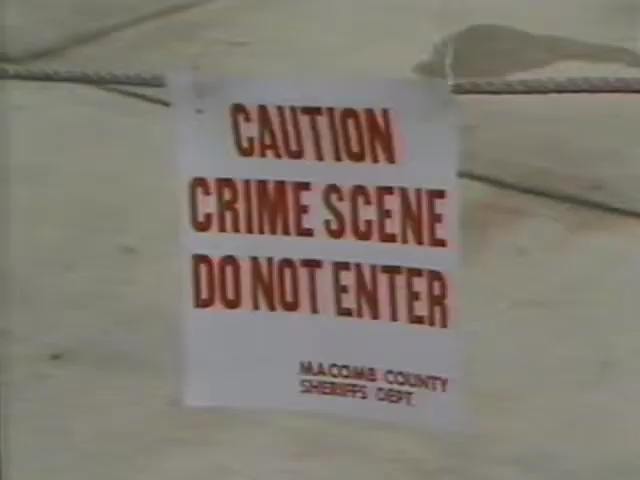 CAUTION
CRIME SCENE
DO NOT ENTER
MACOMB COUNTY
SHERIFFS DEPT.